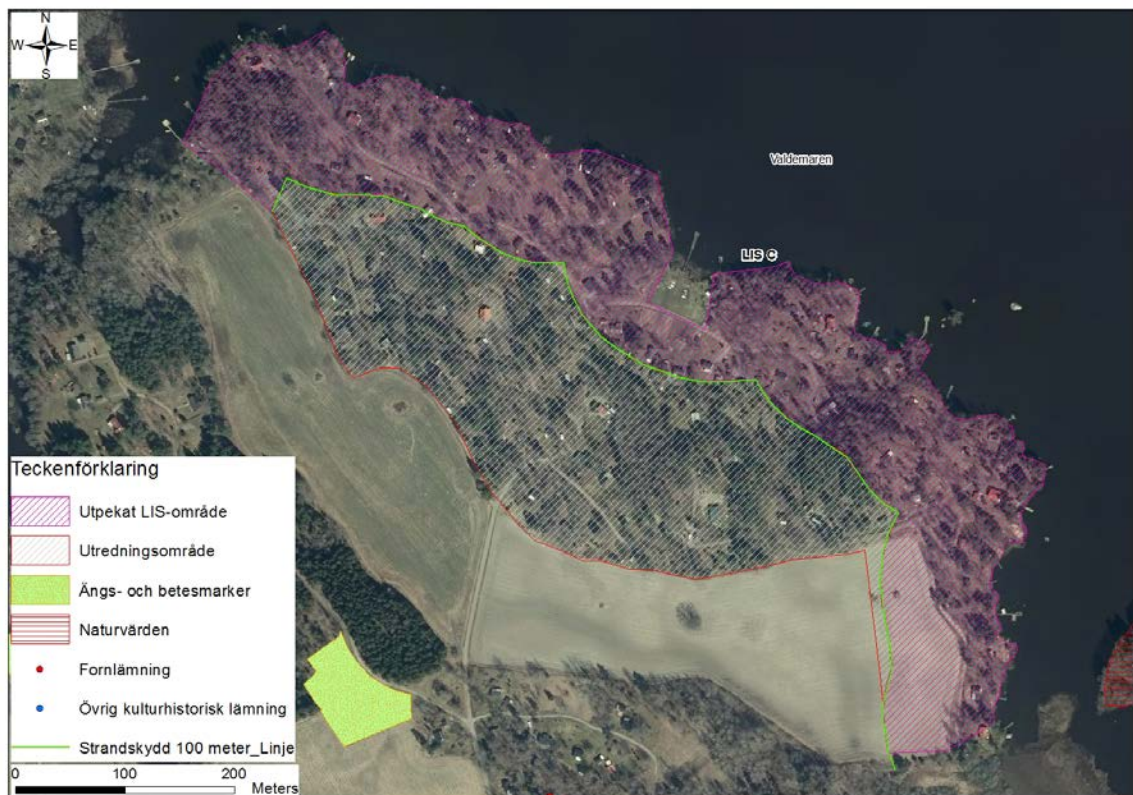 N
W E
S
Valdemaren
LIS C
Teckenförklaring
Utpekat LIS-område
Utredningsområde
Ängs- och betesmarker
Naturvärden
Fornlämning
Övrig kulturhistorisk lämning
Strandskydd 100 meter_Linje
0 100 200
Meters